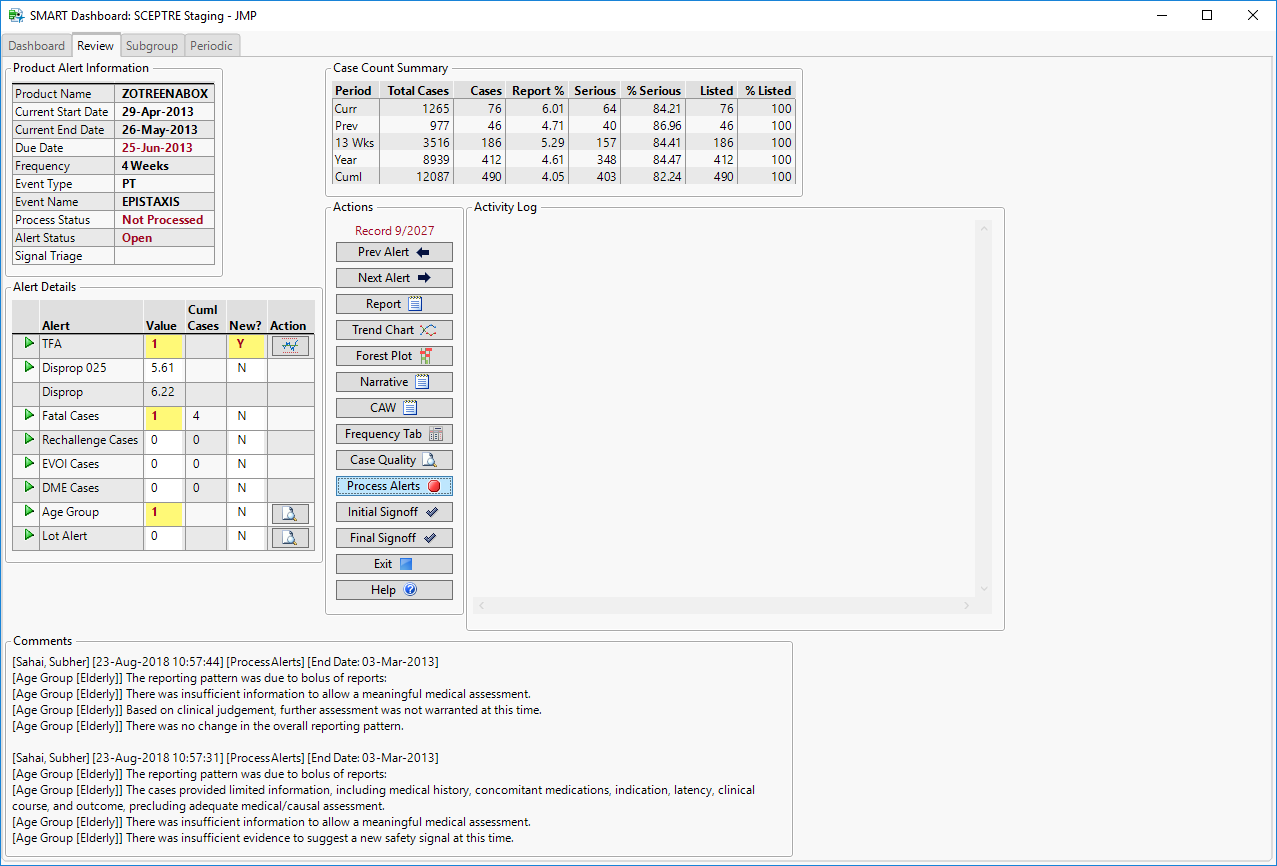 SMART Dashboard: SCEPTRE Staging - JMP
Dashboard Review Subgroup Periodic
Product Alert Information
Product Name ZOTREENABOX
Current Start Date 29-Apr-2013
Current End Date 26-May-2013
Due Date 25-Jun-2013
Frequency 4 Weeks
Event Type PT
Event Name EPISTAXIS
Process Status Not Processed
Alert Status Open
Signal Triage
Case Count Summary
Period Total Cases Cases Report % Serious % Serious Listed % Listed
Curr 1265 76 6.01 64 84.21 76 100
Prev 977 46 4.71 40 86.96 46 100
13 Wks 3516 186 5.29 157 84.41 186 100
Year 8939 412 4.61 348 84.47 412 100
Cuml 12087 490 4.05 403 82.24 490 100
Alert Details
Cuml
Alert Value Cases New? Action
TFA 1 Y
Disprop 025 5.61 N
Disprop 6.22
Fatal Cases 1 4 N
Rechallenge Cases 0 0 N
EVOI Cases 0 0 N
DME Cases 0 0 N
Age Group 1 N
Lot Alert 0 N
Actions
Record 9/2027
Prev Alert
Next Alert
Report
Trend Chart
Forest Plot
Narrative
CAW
Frequency Tab
Case Quality
Process Alerts
Initial Signoff
Final Signoff
Exit
Help
Activity Log
Comments
[Sahai, Subher] [23-Aug-2018 10:57:44] [ProcessAlerts] [End Date: 03-Mar-2013]
[Age Group [Elderly]] The reporting pattern was due to bolus of reports:
[Age Group [Elderly]] There was insufficient information to allow a meaningful medical assessment.
[Age Group [Elderly]] Based on clinical judgement, further assessment was not warranted at this time.
[Age Group [Elderly]] There was no change in the overall reporting pattern.
[Sahai, Subher] [23-Aug-2018 10:57:31] [ProcessAlerts] [End Date: 03-Mar-2013]
[Age Group [Elderly]] The reporting pattern was due to bolus of reports:
[Age Group [Elderly]] The cases provided limited information, including medical history, concomitant medications, indication, latency, clinical
course, and outcome, precluding adequate medical/causal assessment.
[Age Group [Elderly]] There was insufficient information to allow a meaningful medical assessment.
[Age Group [Elderly]] There was insufficient evidence to suggest a new safety signal at this time.